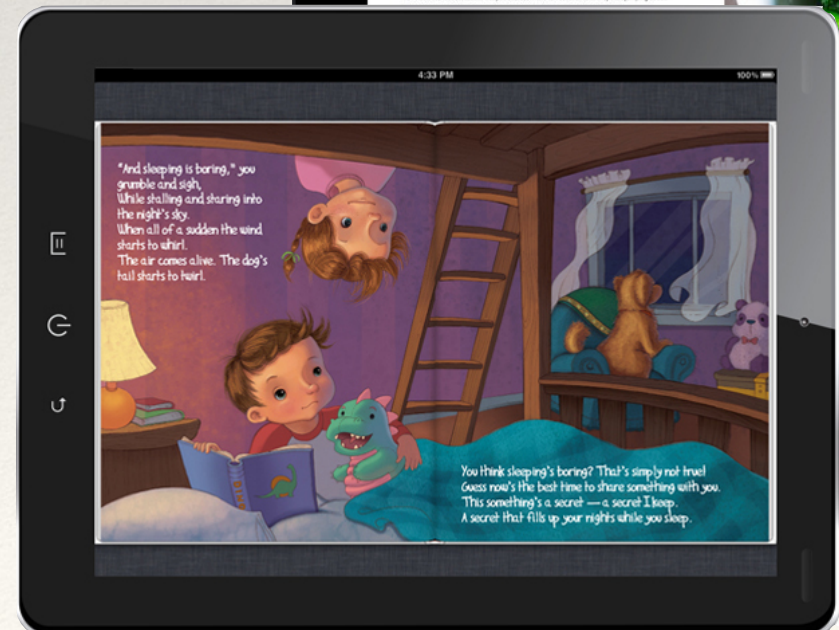 4:33 PM
100%
"And sleeping is boring," you
grumble and sigh,
While stalling and staring into
the night's sky.
When all of a sudden the wind
starts to whirl.
The air comes alive. The dog's
tail starts to twirl.
You think sleeping's boring? That's simply not true!
Guess now's the best time to share something with you.
This something's a secret — a secret I keep.
A secret that fills up your nights while you sleep.